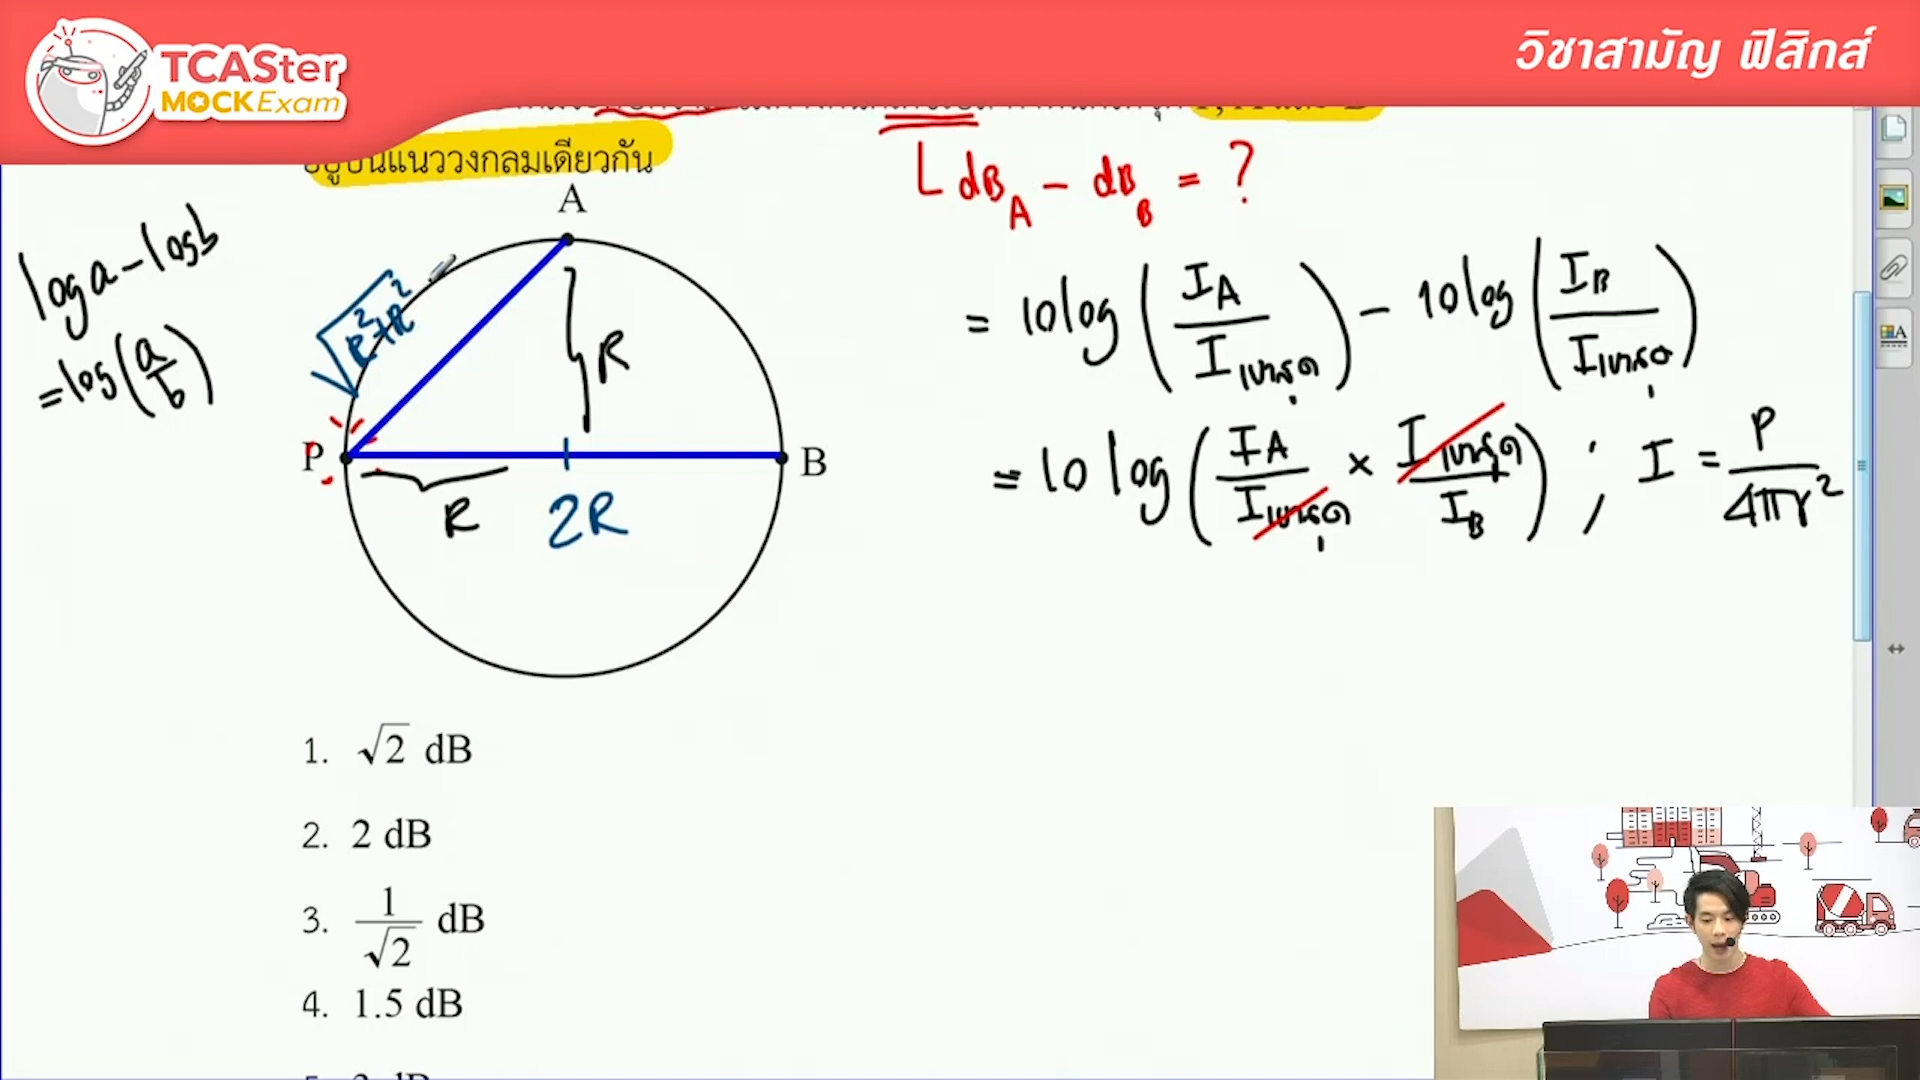 TCASter
MOCK Exam
วิชาสามัญ ฟิสิกส์
อยู่บนแนววงกลมเดียวกัน
L dB_A - dB_B = ?
A
log a - log b
= log(a/b)
√R²+R²
R
P
B
R
2R
= 10 log (I_A / I_เบาสุด) - 10 log (I_B / I_เบาสุด)
= 10 log (I_A / I_เบาสุด × I_เบาสุด / I_B) ; I = P / 4πr²
1. √2 dB
2. 2 dB
3. 1/√2 dB
4. 1.5 dB